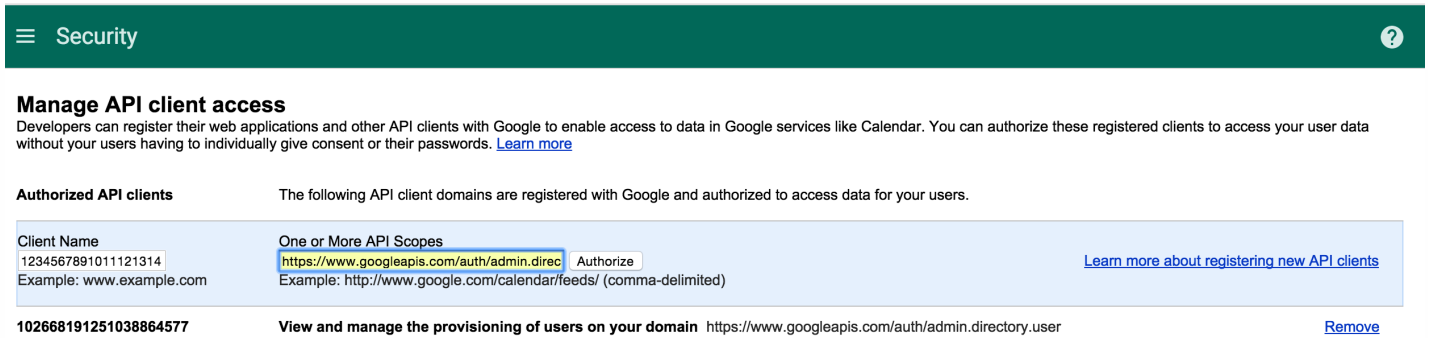 Security
Manage API client access
Developers can register their web applications and other API clients with Google to enable access to data in Google services like Calendar. You can authorize these registered clients to access your user data
without your users having to individually give consent or their passwords. Learn more
Authorized API clients The following API client domains are registered with Google and authorized to access data for your users.
Client Name One or More API Scopes
1234567891011121314 https://www.googleapis.com/auth/admin.direc Authorize Learn more about registering new API clients
Example: www.example.com Example: http://www.google.com/calendar/feeds/ (comma-delimited)
102668191251038864577 View and manage the provisioning of users on your domain https://www.googleapis.com/auth/admin.directory.user Remove